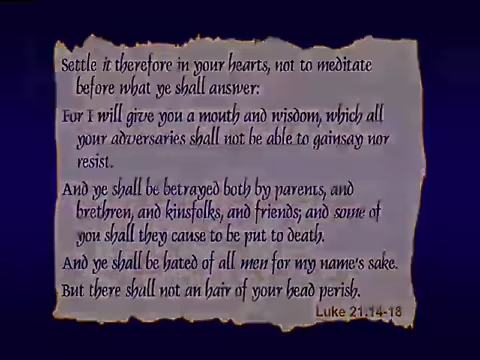 Settle it therefore in your hearts, not to meditate
before what ye shall answer:
For I will give you a mouth and wisdom, which all
your adversaries shall not be able to gainsay nor
resist.
And ye shall be betrayed both by parents, and
brethren, and kinsfolks, and friends; and some of
you shall they cause to be put to death.
And ye shall be hated of all men for my name's sake.
But there shall not an hair of your head perish.
Luke 21.14-18